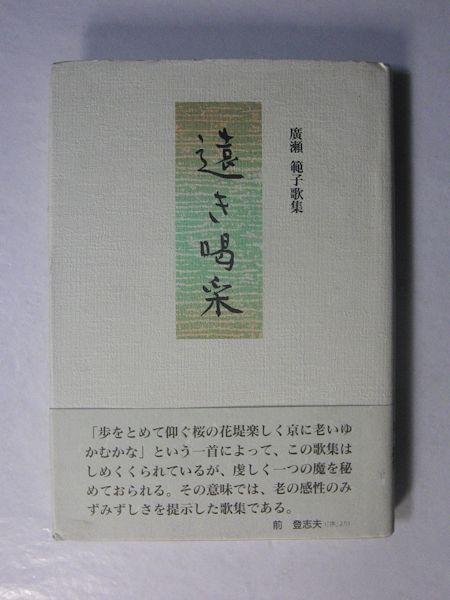 廣瀬 範子歌集
遠き喝采
「歩をとめて仰ぐ桜の花堤楽しく京に老いゆ
かむかな」という一首によって、この歌集は
しめくくられているが、虔しく一つの魔を秘
めておられる。その意味では、老の感性のみ
ずみずしさを提示した歌集である。
前 登志夫(「序」より)